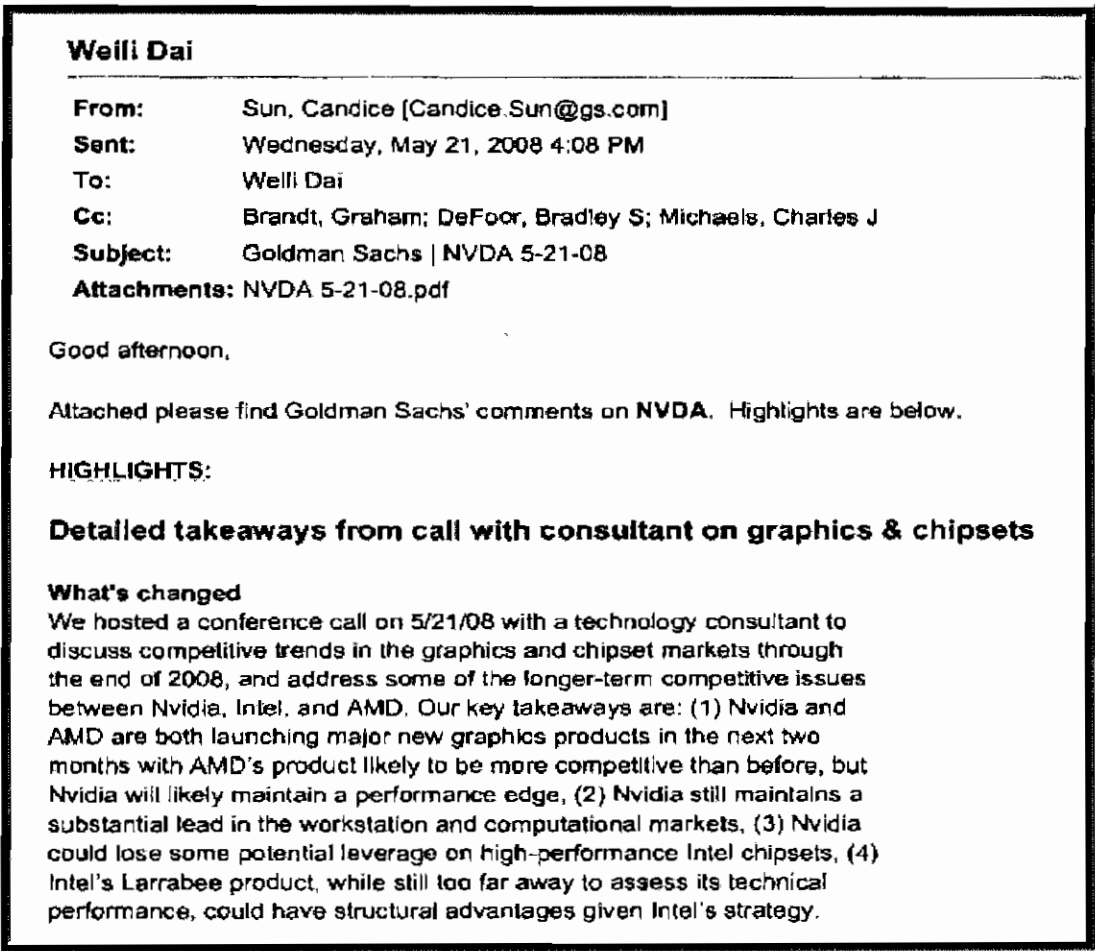 Weili Dai
From: Sun, Candice [Candice.Sun@gs.com]
Sent: Wednesday, May 21, 2008 4:08 PM
To: Weili Dai
Cc: Brandt, Graham; DeFoor, Bradley S; Michaels, Charles J
Subject: Goldman Sachs | NVDA 5-21-08
Attachments: NVDA 5-21-08.pdf
Good afternoon,
Attached please find Goldman Sachs' comments on NVDA. Highlights are below.
HIGHLIGHTS:
Detailed takeaways from call with consultant on graphics & chipsets
What's changed
We hosted a conference call on 5/21/08 with a technology consultant to
discuss competitive trends in the graphics and chipset markets through
the end of 2008, and address some of the longer-term competitive issues
between Nvidia, Intel, and AMD. Our key takeaways are: (1) Nvidia and
AMD are both launching major new graphics products in the next two
months with AMD's product likely to be more competitive than before, but
Nvidia will likely maintain a performance edge, (2) Nvidia still maintains a
substantial lead in the workstation and computational markets, (3) Nvidia
could lose some potential leverage on high-performance Intel chipsets, (4)
Intel's Larrabee product, while still too far away to assess its technical
performance, could have structural advantages given Intel's strategy.